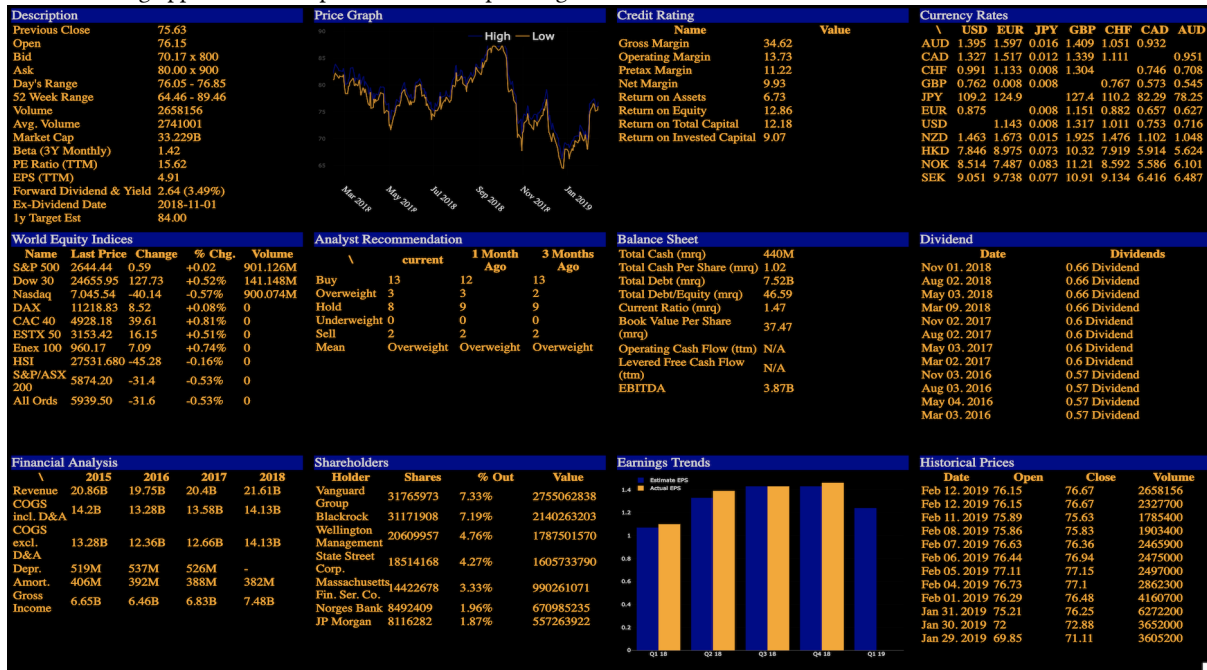 Description
Previous Close 75.63
Open 76.15
Bid 70.17 x 800
Ask 80.00 x 900
Day's Range 76.05 - 76.85
52 Week Range 64.46 - 89.46
Volume 2658156
Avg. Volume 2741001
Market Cap 33.229B
Beta (3Y Monthly) 1.42
PE Ratio (TTM) 15.62
EPS (TTM) 4.91
Forward Dividend & Yield 2.64 (3.49%)
Ex-Dividend Date 2018-11-01
1y Target Est 84.00
Price Graph
High Low
90
85
80
75
70
65
Mar 2018 May 2018 Jul 2018 Sep 2018 Nov 2018 Jan 2019
Credit Rating
Name Value
Gross Margin 34.62
Operating Margin 13.73
Pretax Margin 11.22
Net Margin 9.93
Return on Assets 6.73
Return on Equity 12.86
Return on Total Capital 12.18
Return on Invested Capital 9.07
Currency Rates
\ USD EUR JPY GBP CHF CAD AUD
AUD 1.395 1.597 0.016 1.409 1.051 0.932
CAD 1.327 1.517 0.012 1.339 1.111 0.951
CHF 0.991 1.133 0.008 1.304 0.746 0.708
GBP 0.762 0.008 0.008 0.767 0.573 0.545
JPY 109.2 124.9 127.4 110.2 82.29 78.25
EUR 0.875 0.008 1.151 0.882 0.657 0.627
USD 1.143 0.008 1.317 1.011 0.753 0.716
NZD 1.463 1.673 0.015 1.925 1.476 1.102 1.048
HKD 7.846 8.975 0.073 10.32 7.919 5.914 5.624
NOK 8.514 7.487 0.083 11.21 8.592 5.586 6.101
SEK 9.051 9.738 0.077 10.91 9.134 6.416 6.487
World Equity Indices
Name Last Price Change % Chg. Volume
S&P 500 2644.44 0.59 +0.02 901.126M
Dow 30 24655.95 127.73 +0.52% 141.148M
Nasdaq 7.045.54 -40.14 -0.57% 900.074M
DAX 11218.83 8.52 +0.08% 0
CAC 40 4928.18 39.61 +0.81% 0
ESTX 50 3153.42 16.15 +0.51% 0
Enex 100 960.17 7.09 +0.74% 0
HSI 27531.680 -45.28 -0.16% 0
S&P/ASX
200 5874.20 -31.4 -0.53% 0
All Ords 5939.50 -31.6 -0.53% 0
Analyst Recommendation
\ current 1 Month 3 Months
Ago Ago
Buy 13 12 13
Overweight 3 3 2
Hold 8 9 9
Underweight 0 0 0
Sell 2 2 2
Mean Overweight Overweight Overweight
Balance Sheet
Total Cash (mrq) 440M
Total Cash Per Share (mrq) 1.02
Total Debt (mrq) 7.52B
Total Debt/Equity (mrq) 46.59
Current Ratio (mrq) 1.47
Book Value Per Share
(mrq) 37.47
Operating Cash Flow (ttm) N/A
Levered Free Cash Flow
(ttm) N/A
EBITDA 3.87B
Dividend
Date Dividends
Nov 01. 2018 0.66 Dividend
Aug 02. 2018 0.66 Dividend
May 03. 2018 0.66 Dividend
Mar 09. 2018 0.66 Dividend
Nov 02. 2017 0.6 Dividend
Aug 02. 2017 0.6 Dividend
May 03. 2017 0.6 Dividend
Mar 02. 2017 0.6 Dividend
Nov 03. 2016 0.57 Dividend
Aug 03. 2016 0.57 Dividend
May 04. 2016 0.57 Dividend
Mar 03. 2016 0.57 Dividend
Financial Analysis
\ 2015 2016 2017 2018
Revenue 20.86B 19.75B 20.4B 21.61B
COGS
incl. D&A 14.2B 13.28B 13.58B 14.13B
COGS
excl. 13.28B 12.36B 12.66B 14.13B
D&A
Depr. 519M 537M 526M -
Amort. 406M 392M 388M 382M
Gross
Income 6.65B 6.46B 6.83B 7.48B
Shareholders
Holder Shares % Out Value
Vanguard
Group 31765973 7.33% 2755062838
Blackrock 31171908 7.19% 2140263203
Wellington
Management 20609957 4.76% 1787501570
State Street
Corp. 18514168 4.27% 1605733790
Massachusetts
Fin. Ser. Co. 14422678 3.33% 990261071
Norges Bank 8492409 1.96% 670985235
JP Morgan 8116282 1.87% 557263922
Earnings Trends
Estimate EPS
Actual EPS
1.4
1.2
1
0.8
0.6
0.4
0.2
0
Q1 18 Q2 18 Q3 18 Q4 18 Q1 19
Historical Prices
Date Open Close Volume
Feb 12. 2019 76.15 76.67 2658156
Feb 12. 2019 76.15 76.67 2327700
Feb 11. 2019 75.89 75.63 1785400
Feb 08. 2019 75.86 75.83 1903400
Feb 07. 2019 76.63 76.36 2465900
Feb 06. 2019 76.44 76.94 2475000
Feb 05. 2019 77.11 77.15 2497000
Feb 04. 2019 76.73 77.1 2862300
Feb 01. 2019 76.29 76.48 4160700
Jan 31. 2019 75.21 76.25 6272200
Jan 30. 2019 72 72.88 3652000
Jan 29. 2019 69.85 71.11 3605200